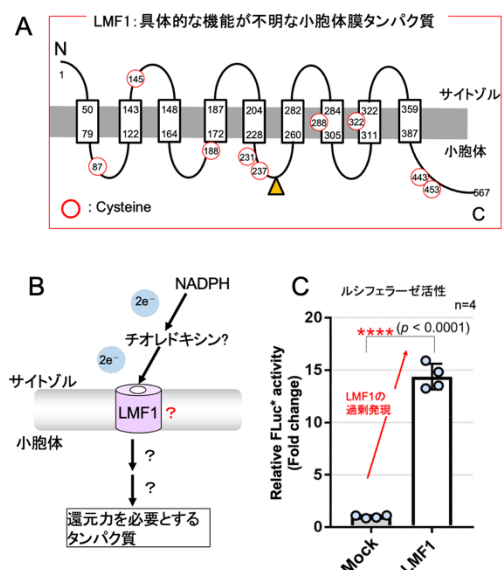 A
LMF1：具体的な機能が不明な小胞体膜タンパク質
N
1
145
50
143
148
187
204
282
284
322
359
サイトゾル
288
322
79
122
164
172
228
260
305
311
387
小胞体
87
188
231
237
443
453
567
C
: Cysteine
B
NADPH
2e⁻
チオレドキシン?
2e⁻
サイトゾル
LMF1 ?
小胞体
?
?
還元力を必要とする
タンパク質
C
ルシフェラーゼ活性
n=4
**** (p < 0.0001)
Relative FLuc* activity
(Fold change)
20
15
10
5
0
LMF1の
過剰発現
Mock
LMF1